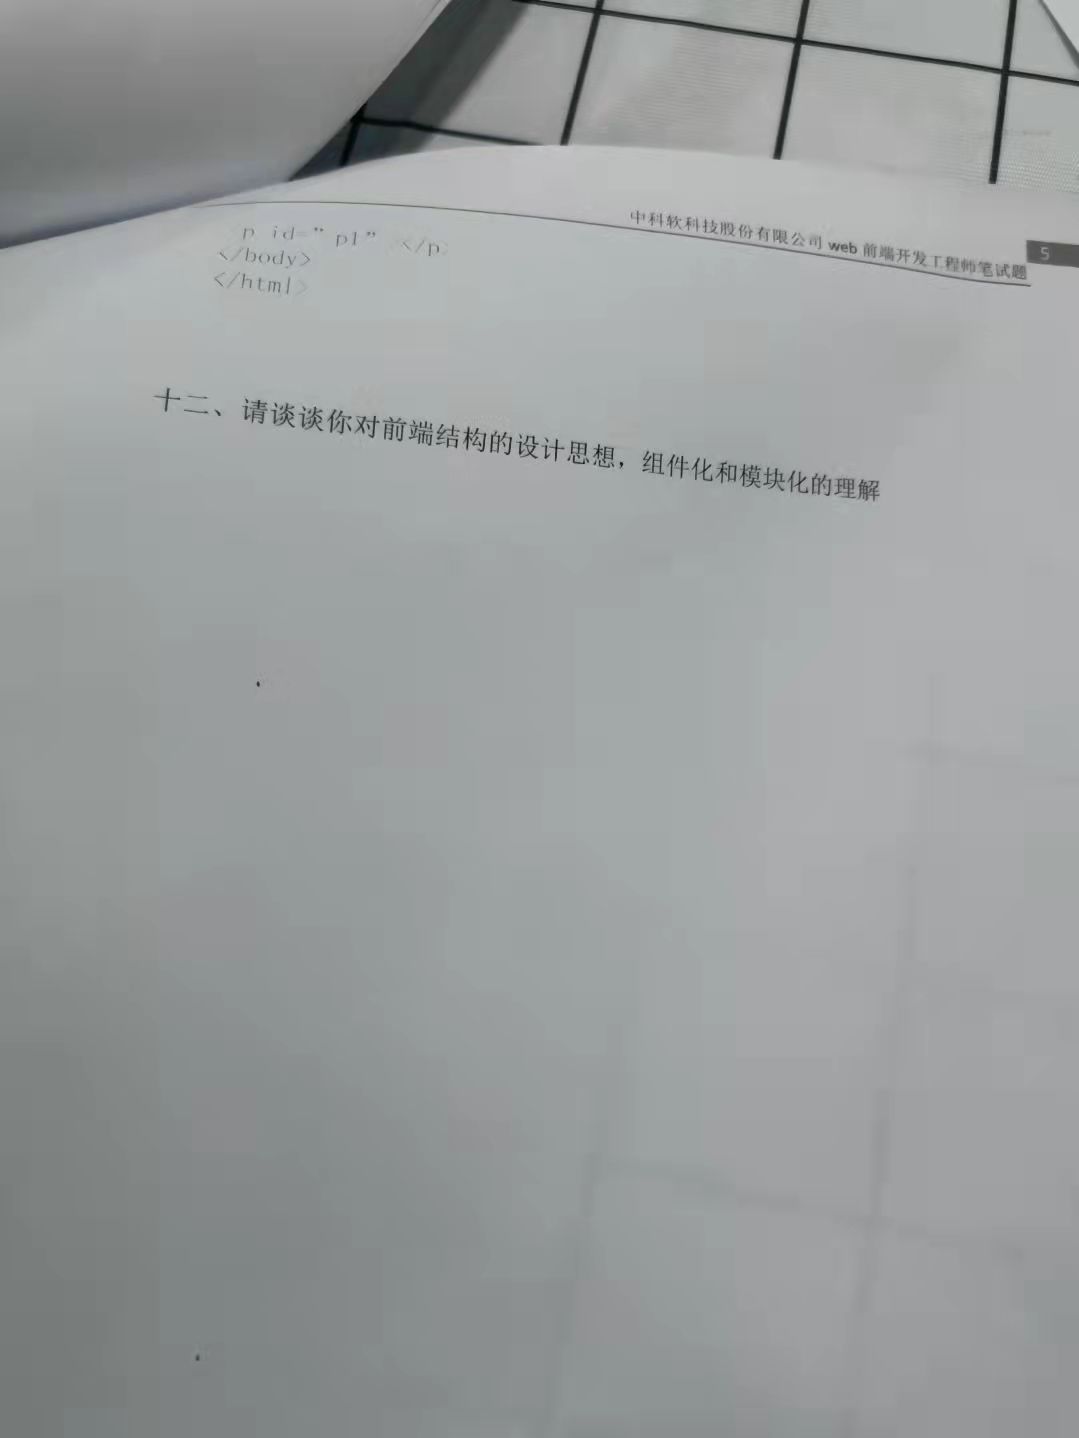 中科软科技股份有限公司 web 前端开发工程师笔试题 5
p id=”p1” </p>
</body>
</html>
十二、请谈谈你对前端结构的设计思想，组件化和模块化的理解